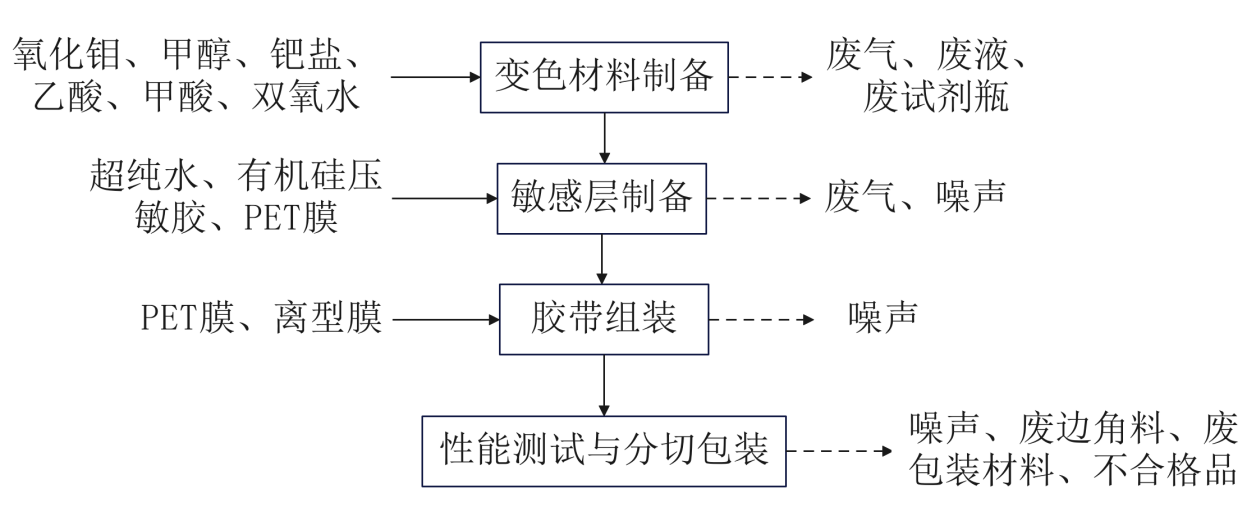 氧化钼、甲醇、钯盐、
乙酸、甲酸、双氧水
变色材料制备
废气、废液、
废试剂瓶
超纯水、有机硅压
敏胶、PET膜
敏感层制备
废气、噪声
PET膜、离型膜
胶带组装
噪声
性能测试与分切包装
噪声、废边角料、废
包装材料、不合格品